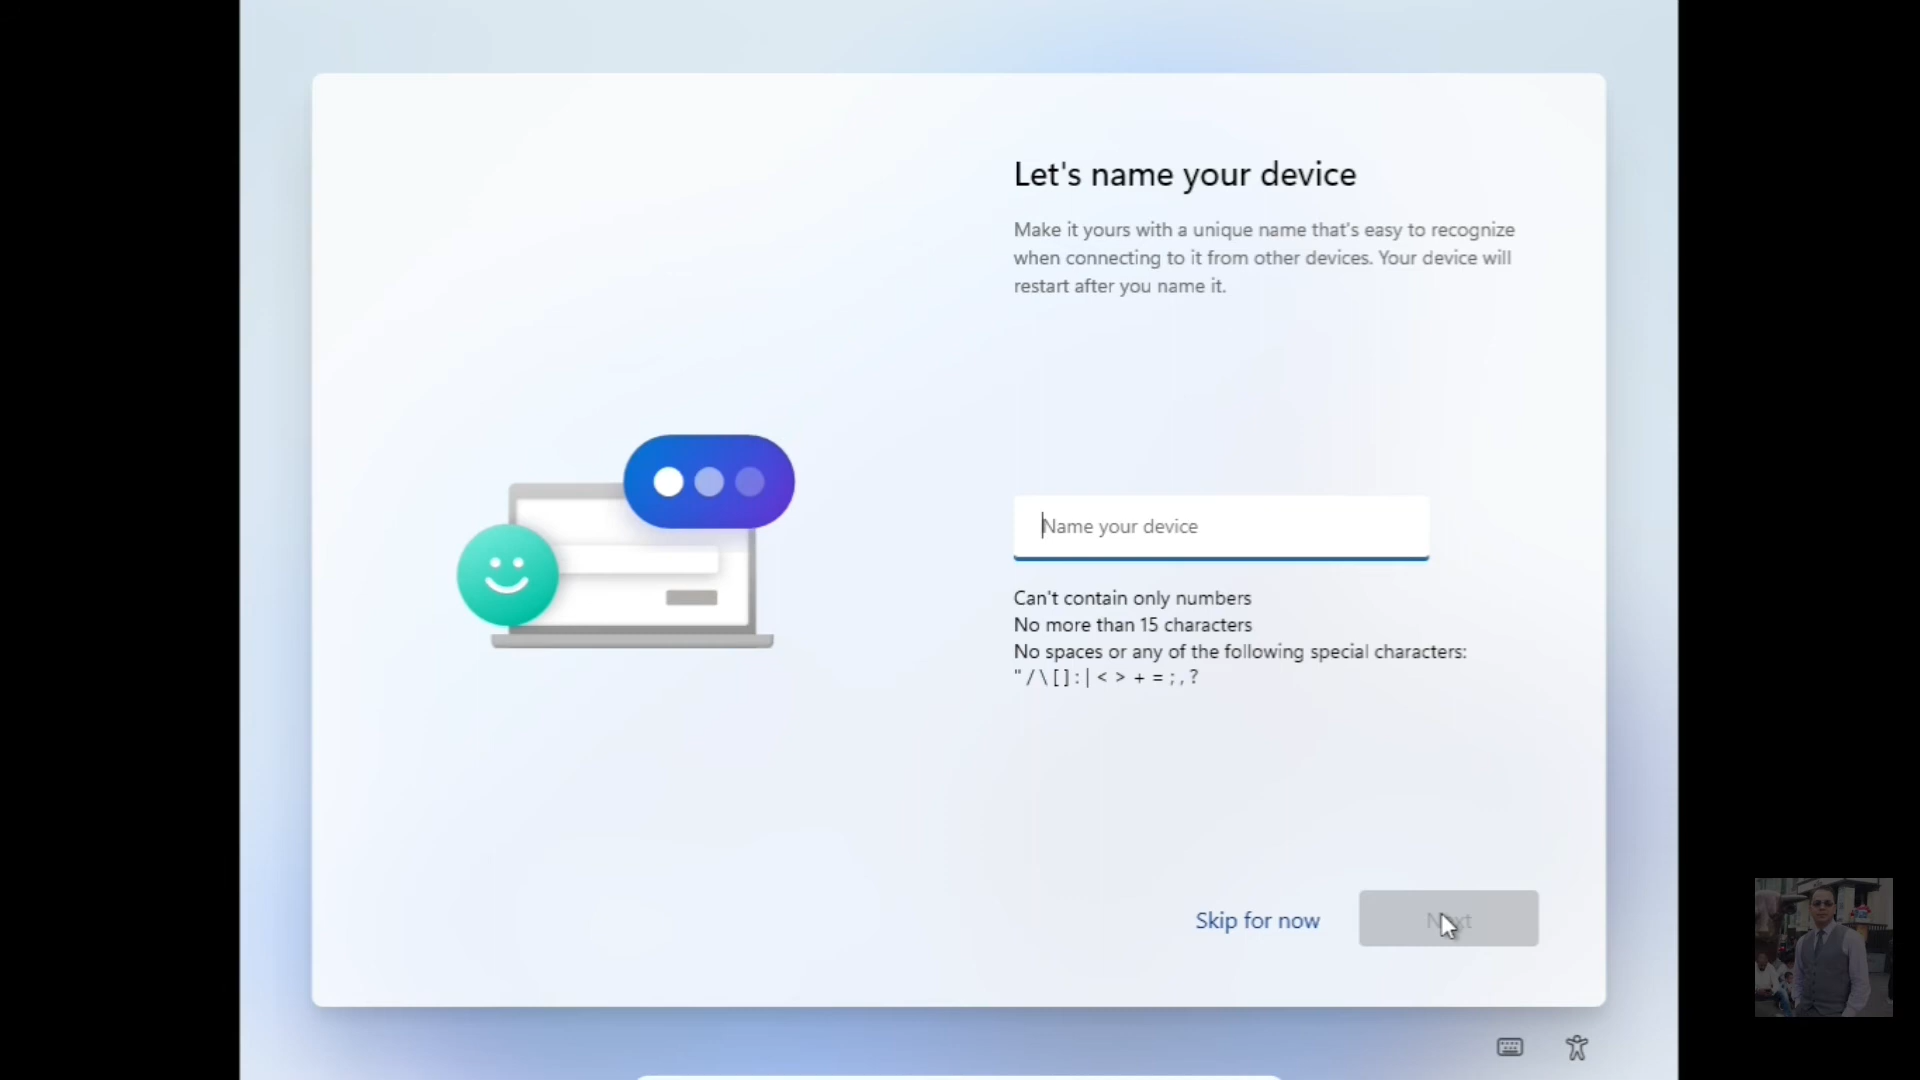 Let's name your device
Make it yours with a unique name that's easy to recognize
when connecting to it from other devices. Your device will
restart after you name it.
Name your device
Can't contain only numbers
No more than 15 characters
No spaces or any of the following special characters:
" / \ [ ] : | < > + = ; , ?
Skip for now
Next